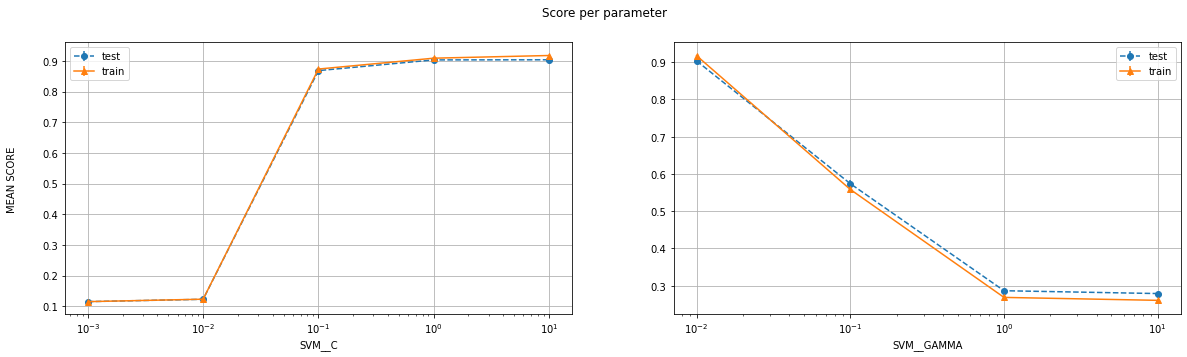 Score per parameter
MEAN SCORE
test
train
0.9
0.8
0.7
0.6
0.5
0.4
0.3
0.2
0.1
10⁻³ 10⁻² 10⁻¹ 10⁰ 10¹
SVM__C
test
train
0.9
0.8
0.7
0.6
0.5
0.4
0.3
10⁻² 10⁻¹ 10⁰ 10¹
SVM__GAMMA